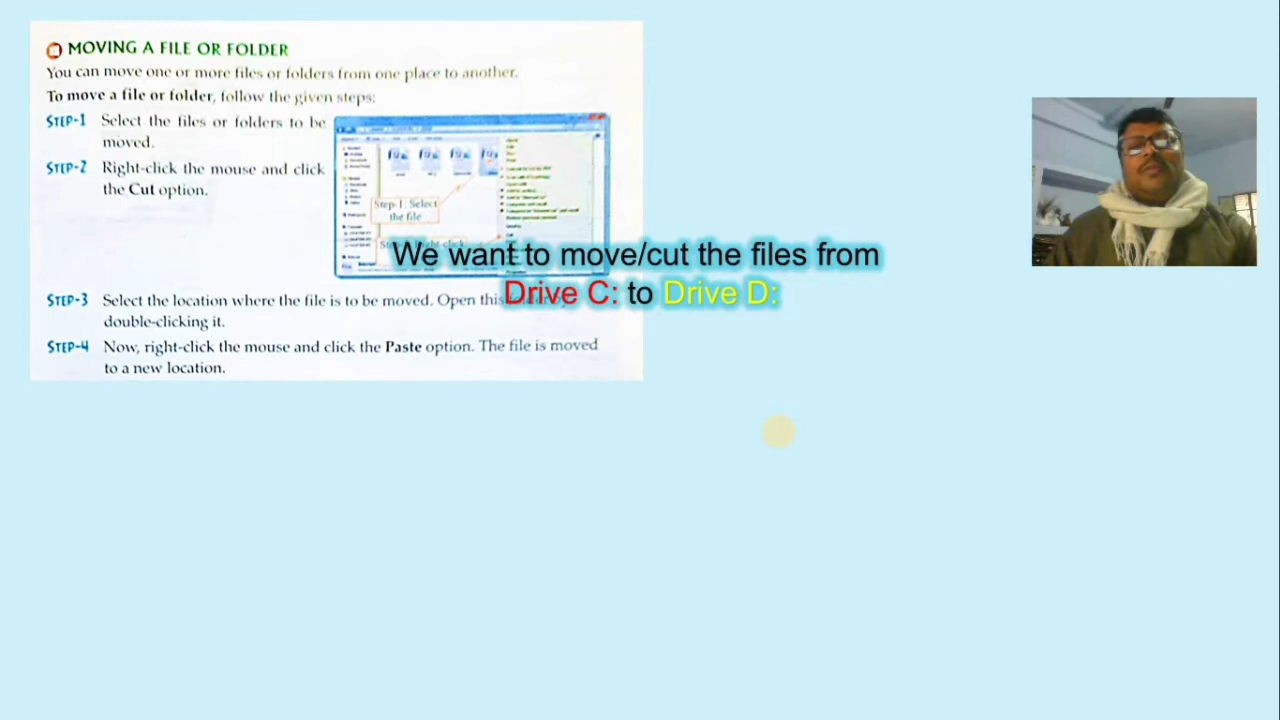 MOVING A FILE OR FOLDER
You can move one or more files or folders from one place to another.
To move a file or folder, follow the given steps:
STEP-1 Select the files or folders to be
moved.
STEP-2 Right-click the mouse and click
the Cut option.
Step-1: Select
the file
We want to move/cut the files from
Drive C: to Drive D:
STEP-3 Select the location where the file is to be moved. Open this
double-clicking it.
STEP-4 Now, right-click the mouse and click the Paste option. The file is moved
to a new location.